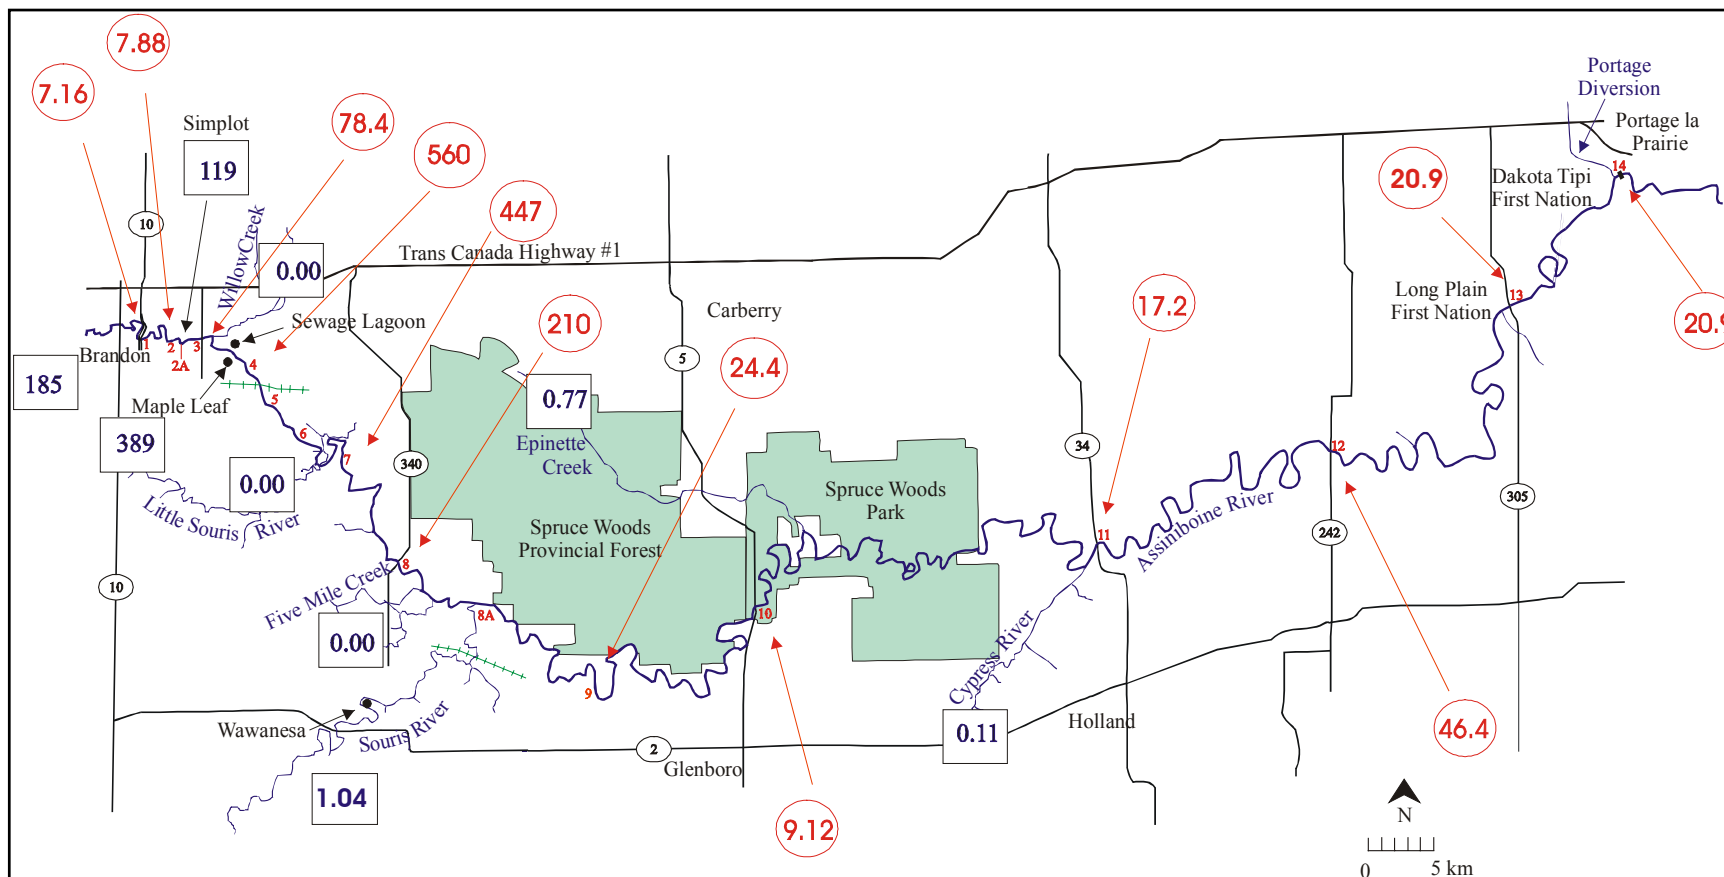 7.88
7.16
Simplot
119
78.4
560
447
10
WillowCreek
0.00
Trans Canada Highway #1
Portage
Diversion
Portage la
Prairie
14
20.9
Dakota Tipi
First Nation
Long Plain
First Nation
13
20.9
17.2
Carberry
5
210
24.4
Sewage Lagoon
1
2
3
2A
Brandon
4
185
Maple Leaf
5
389
6
7
0.77
Epinette
Creek
340
0.00
Little Souris River
Spruce Woods
Park
Spruce Woods
Provincial Forest
34
11
Assiniboine River
12
242
305
8
Five Mile Creek
10
8A
0.00
10
9
Cypress River
Wawanesa
Souris River
0.11
Holland
46.4
2
Glenboro
1.04
9.12
N
0
5 km